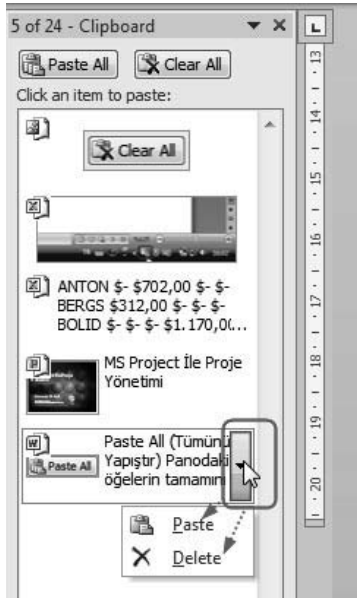 5 of 24 - Clipboard
Paste All Clear All
Click an item to paste:
Clear All
ANTON $- $702,00 $- $-
BERGS $312,00 $- $- $-
BOLID $- $- $- $1.170,0(...
MS Project İle Proje
Yönetimi
Paste All (Tümünü
Yapıştır) Panodaki
öğelerin tamamını
Paste All
Paste
Delete
L
13
14
15
16
17
18
19
20